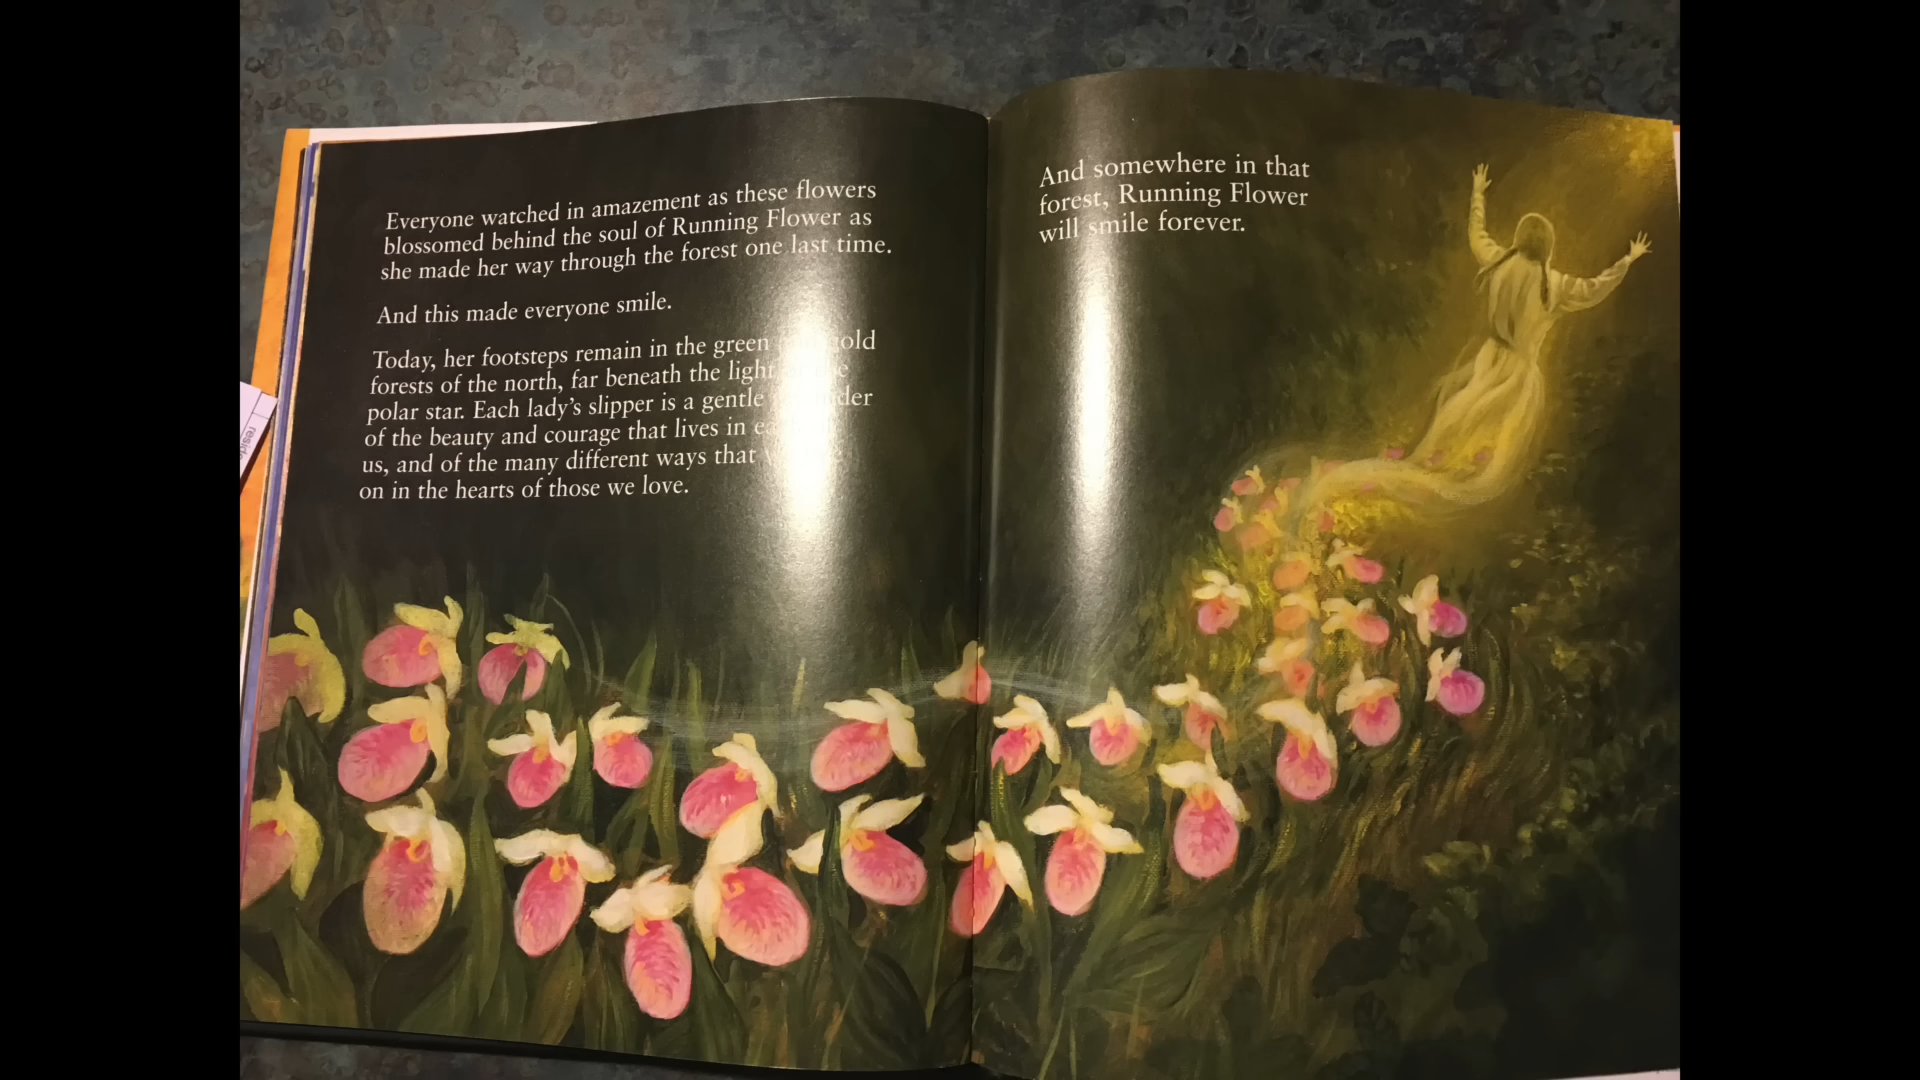 Everyone watched in amazement as these flowers
blossomed behind the soul of Running Flower as
she made her way through the forest one last time.
And this made everyone smile.
Today, her footsteps remain in the green gold
forests of the north, far beneath the light
polar star. Each lady's slipper is a gentle
of the beauty and courage that lives in
us, and of the many different ways that
on in the hearts of those we love.
And somewhere in that
forest, Running Flower
will smile forever.